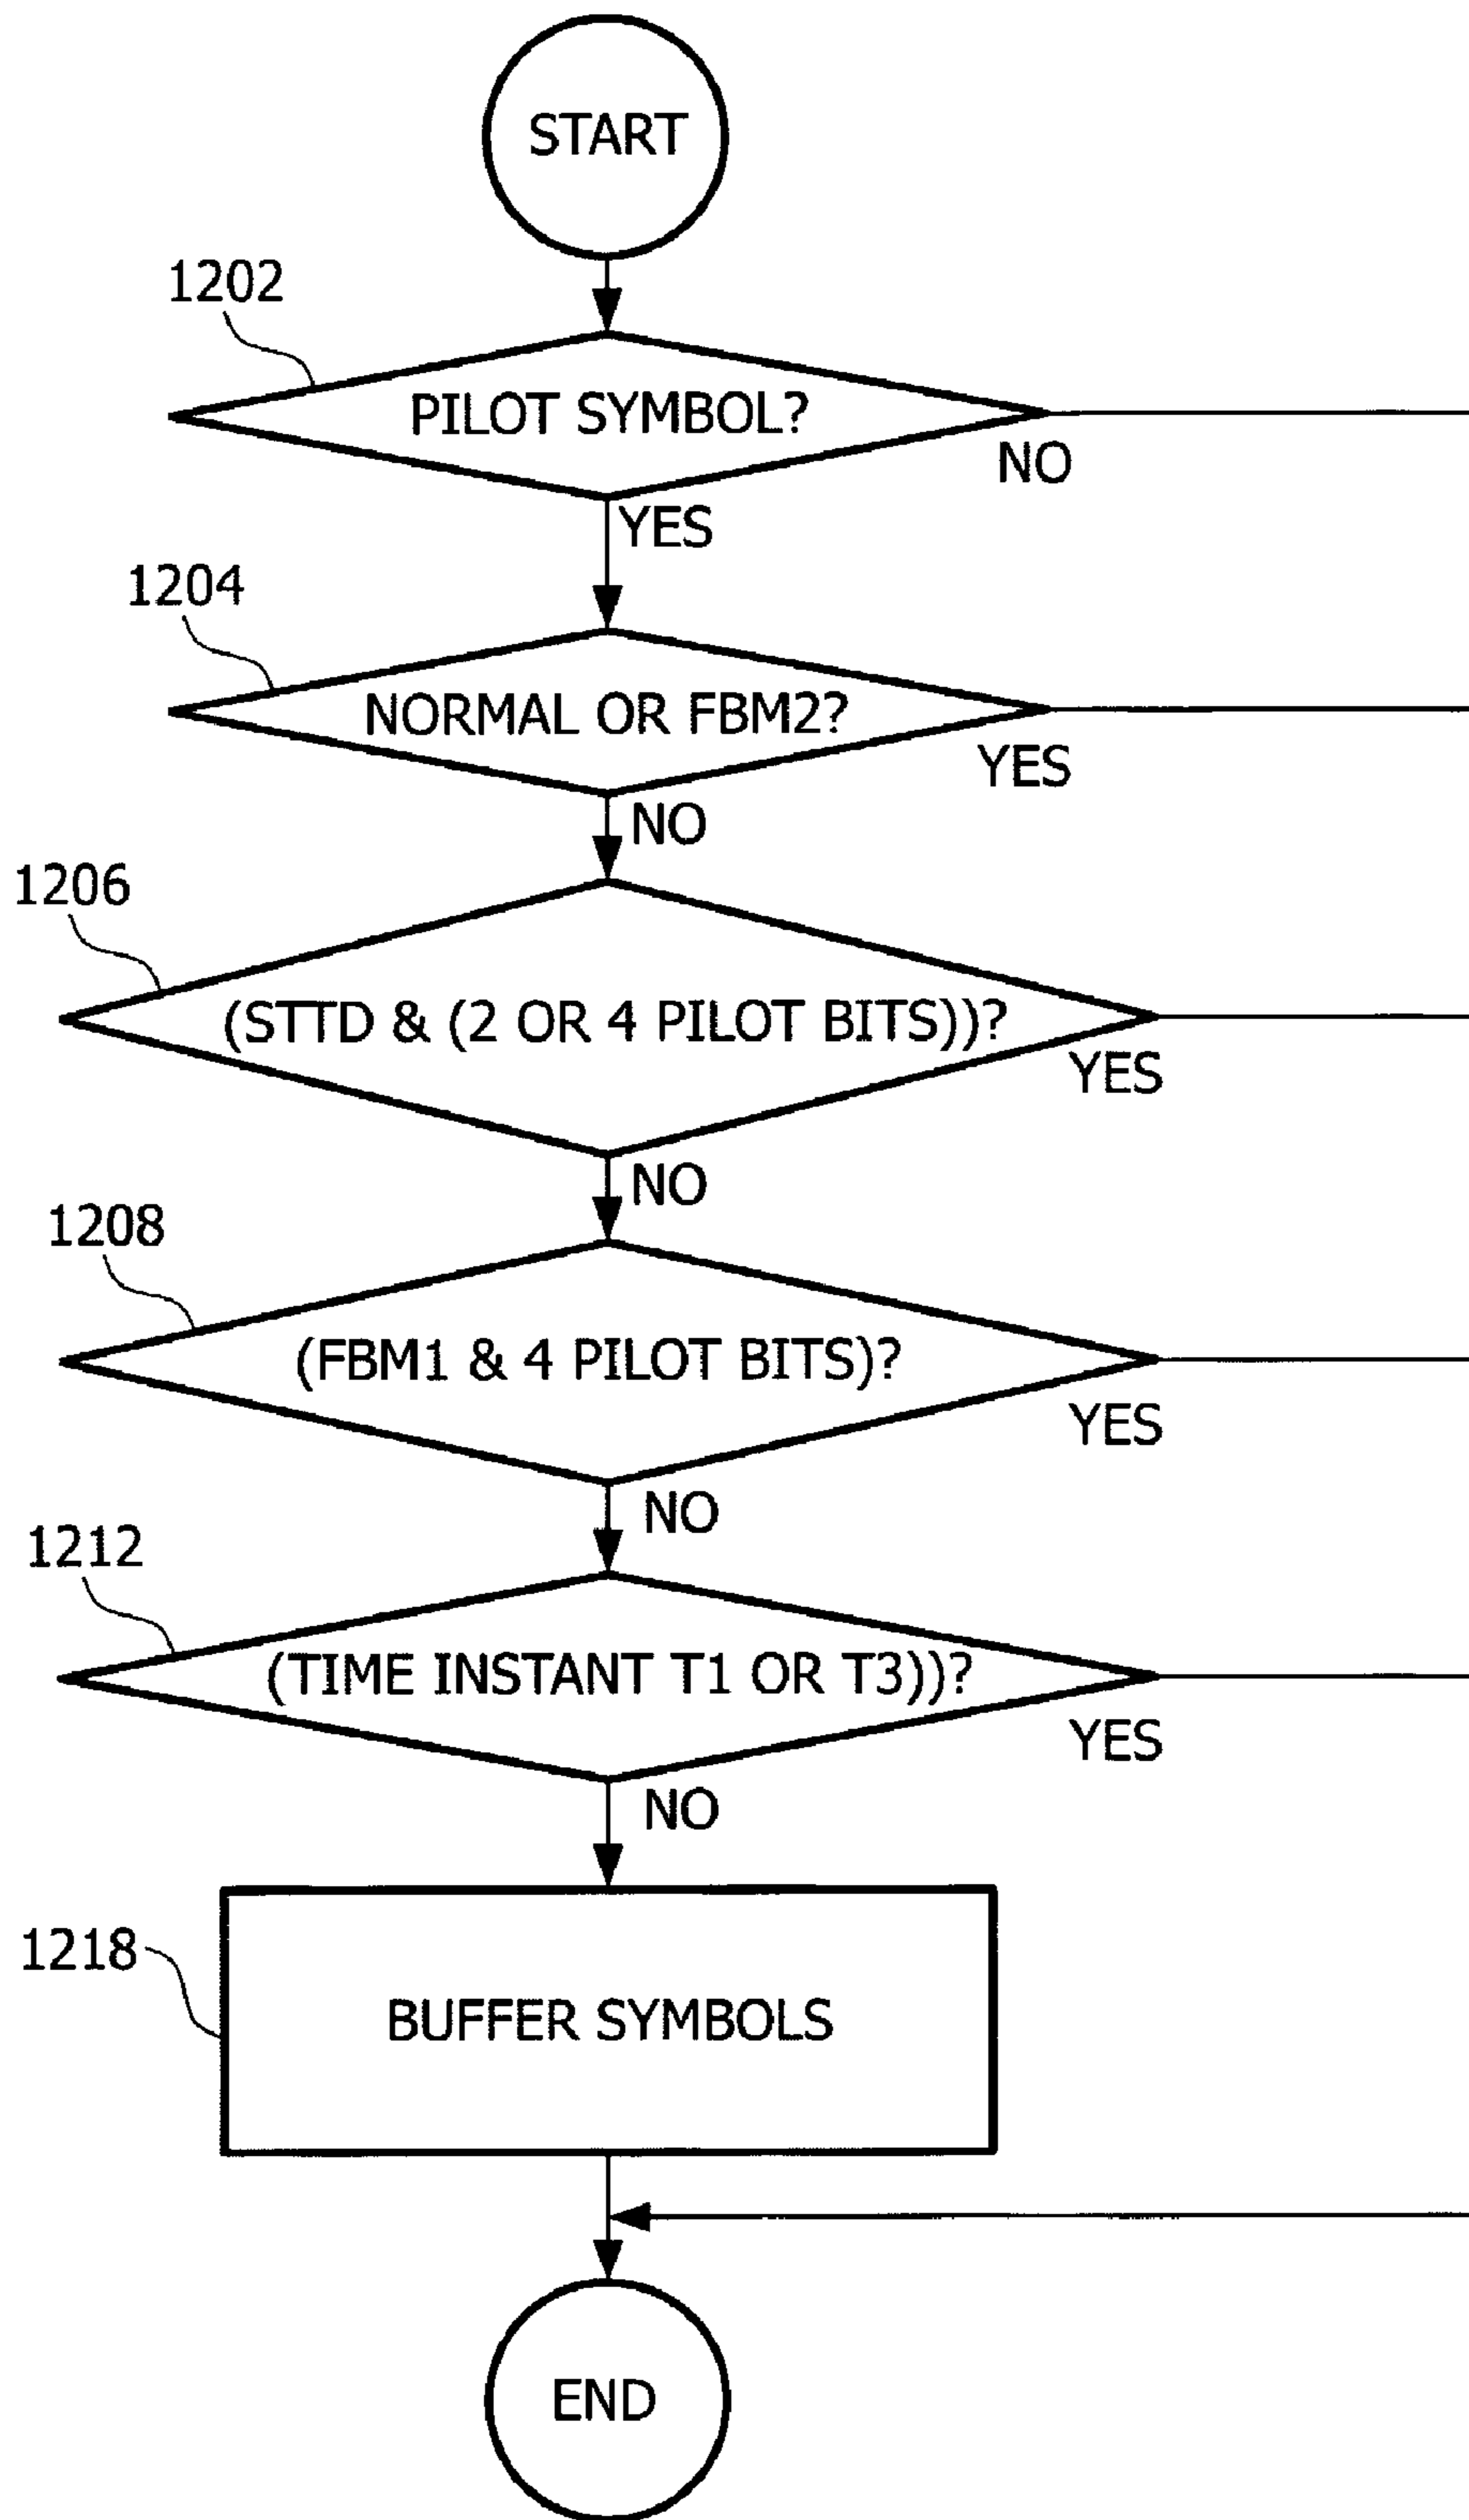 START
1202
PILOT SYMBOL?
NO
YES
1204
NORMAL OR FBM2?
YES
NO
1206
(STTD & (2 OR 4 PILOT BITS))?
YES
NO
1208
(FBM1 & 4 PILOT BITS)?
YES
NO
1212
(TIME INSTANT T1 OR T3))?
YES
NO
1218
BUFFER SYMBOLS
END